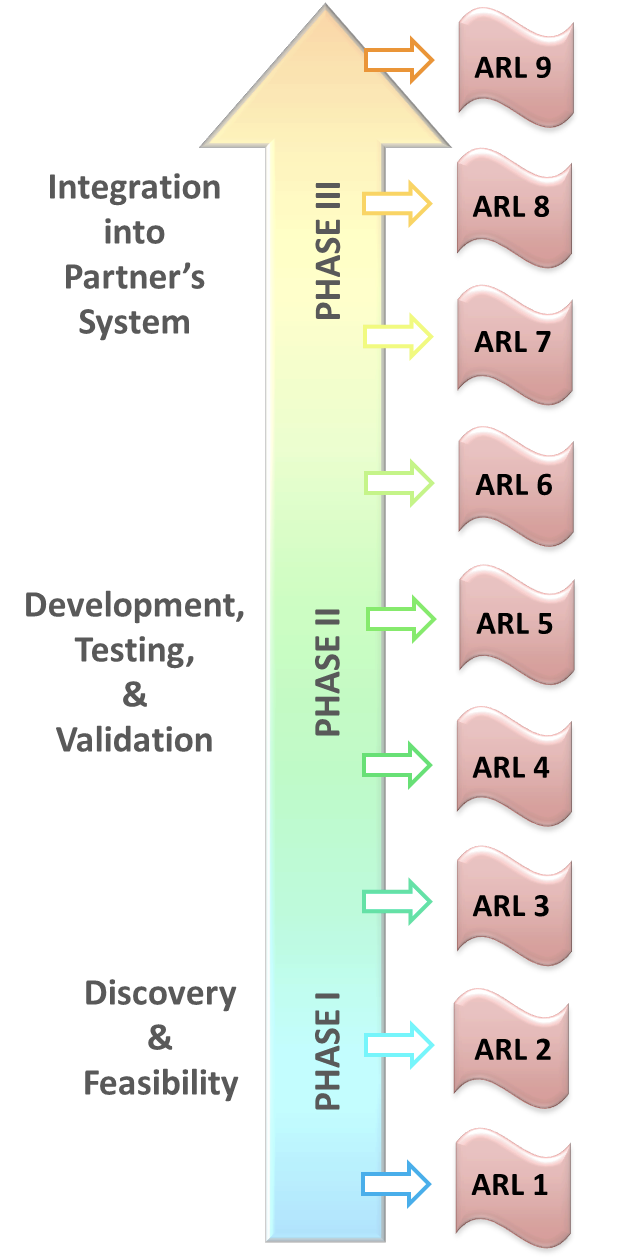 ARL 9
Integration
into
Partner's
System
PHASE III
ARL 8
ARL 7
ARL 6
Development,
Testing,
&
Validation
PHASE II
ARL 5
ARL 4
ARL 3
Discovery
&
Feasibility
PHASE I
ARL 2
ARL 1